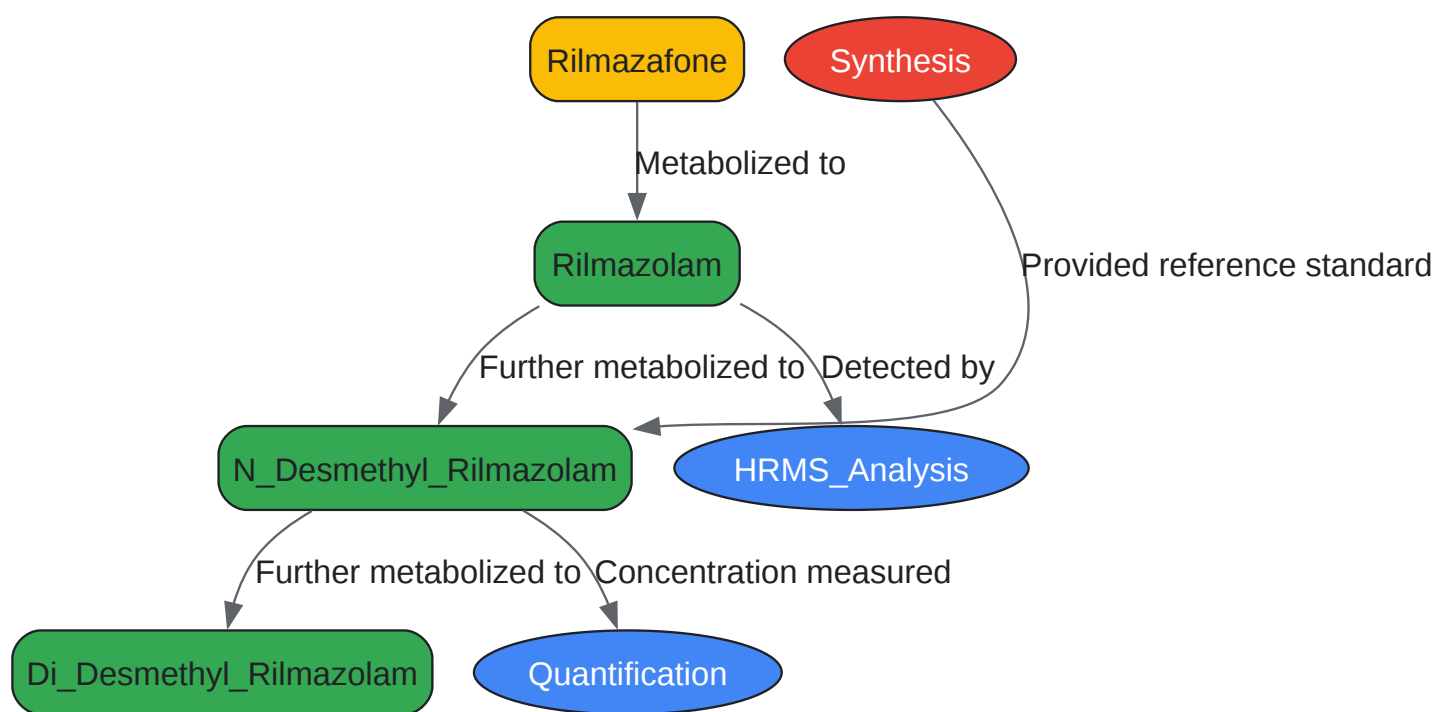 Rilmazafone
Synthesis
Metabolized to
Rilmazolam
Provided reference standard
Further metabolized to
Detected by
N_Desmethyl_Rilmazolam
HRMS_Analysis
Further metabolized to
Concentration measured
Di_Desmethyl_Rilmazolam
Quantification